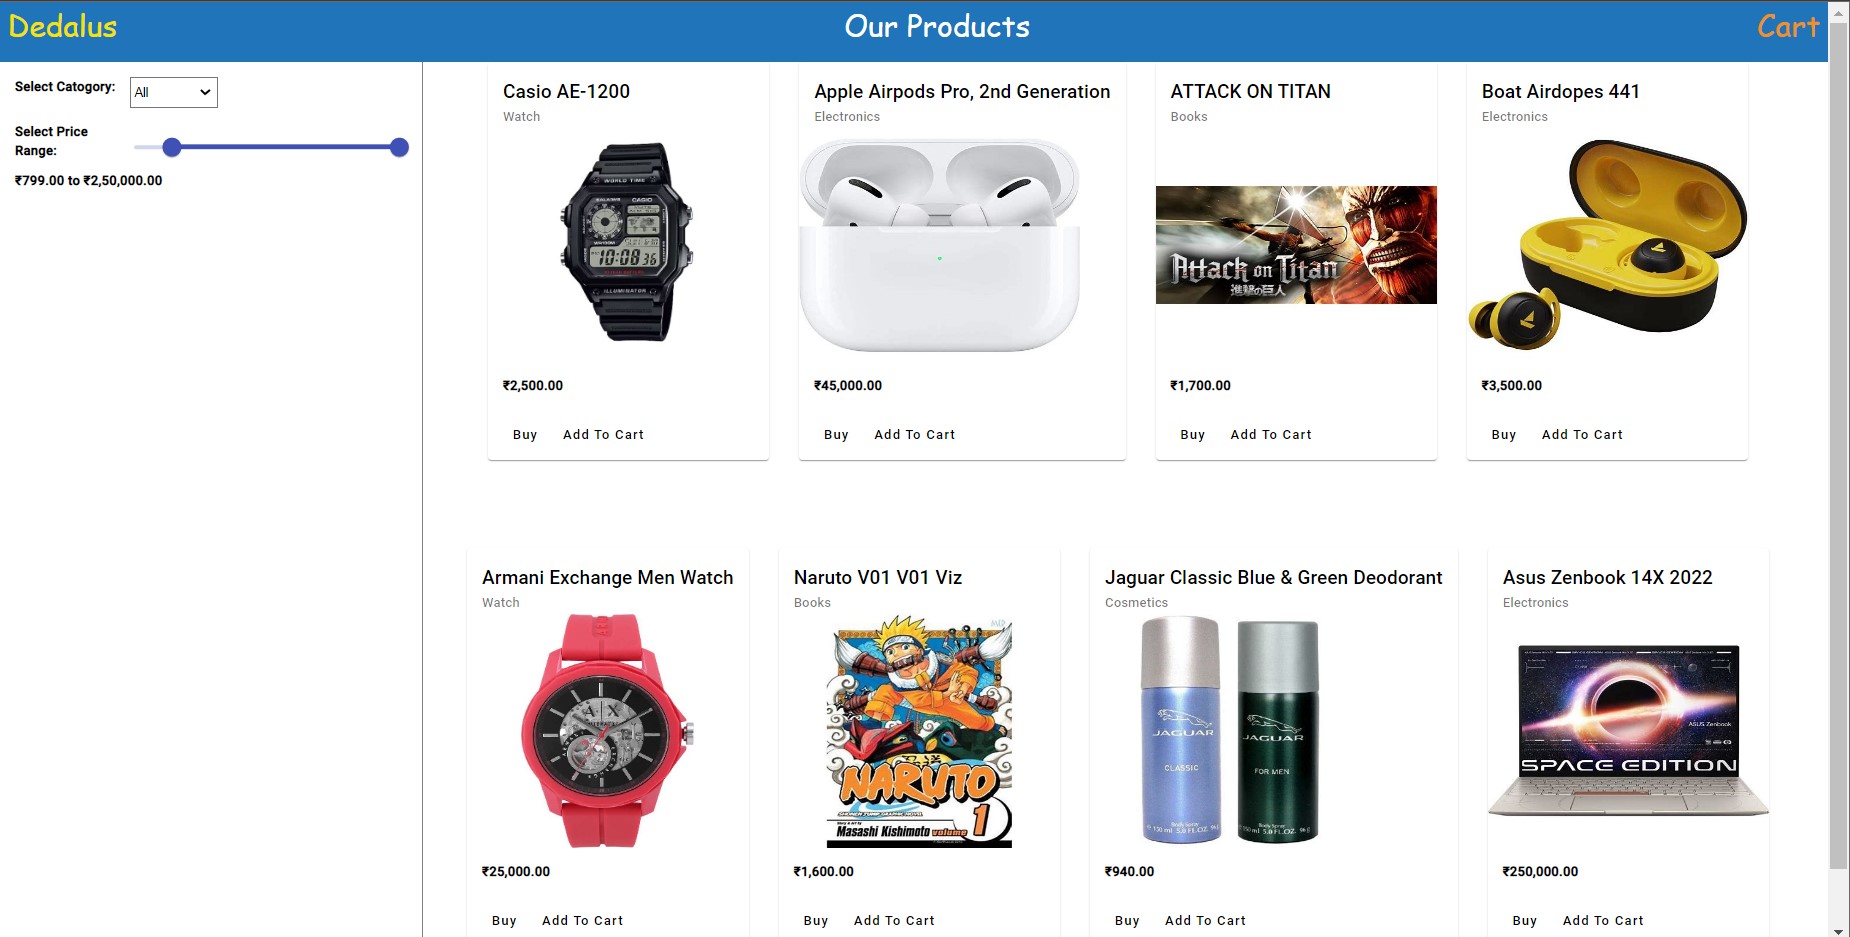 Dedalus
Our Products
Cart
Select Catogory:
All
Select Price
Range:
₹799.00 to ₹2,50,000.00
Casio AE-1200
Watch
WORLD TIME
CASIO
10:08 36
ILLUMINATOR
₹2,500.00
Buy
Add To Cart
Apple Airpods Pro, 2nd Generation
Electronics
₹45,000.00
Buy
Add To Cart
ATTACK ON TITAN
Books
Attack on Titan
進撃の巨人
₹1,700.00
Buy
Add To Cart
Boat Airdopes 441
Electronics
₹3,500.00
Buy
Add To Cart
Armani Exchange Men Watch
Watch
A|X
₹25,000.00
Buy
Add To Cart
Naruto V01 V01 Viz
Books
NARUTO
Masashi Kishimoto volume 1
₹1,600.00
Buy
Add To Cart
Jaguar Classic Blue & Green Deodorant
Cosmetics
JAGUAR
CLASSIC
Body Spray
JAGUAR
FOR MEN
Body Spray
₹940.00
Buy
Add To Cart
Asus Zenbook 14X 2022
Electronics
ASUS Zenbook
SPACE EDITION
₹250,000.00
Buy
Add To Cart